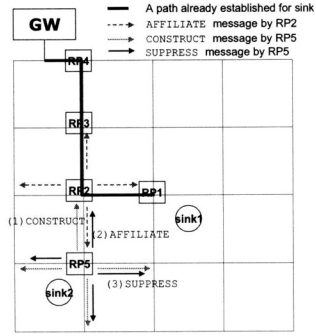 GW
A path already established for sink
AFFILIATE message by RP2
CONSTRUCT message by RP5
SUPPRESS message by RP5
RP4
RP3
RP2
RP1
sink1
(1)CONSTRUCT
(2)AFFILIATE
RP5
(3)SUPPRESS
sink2